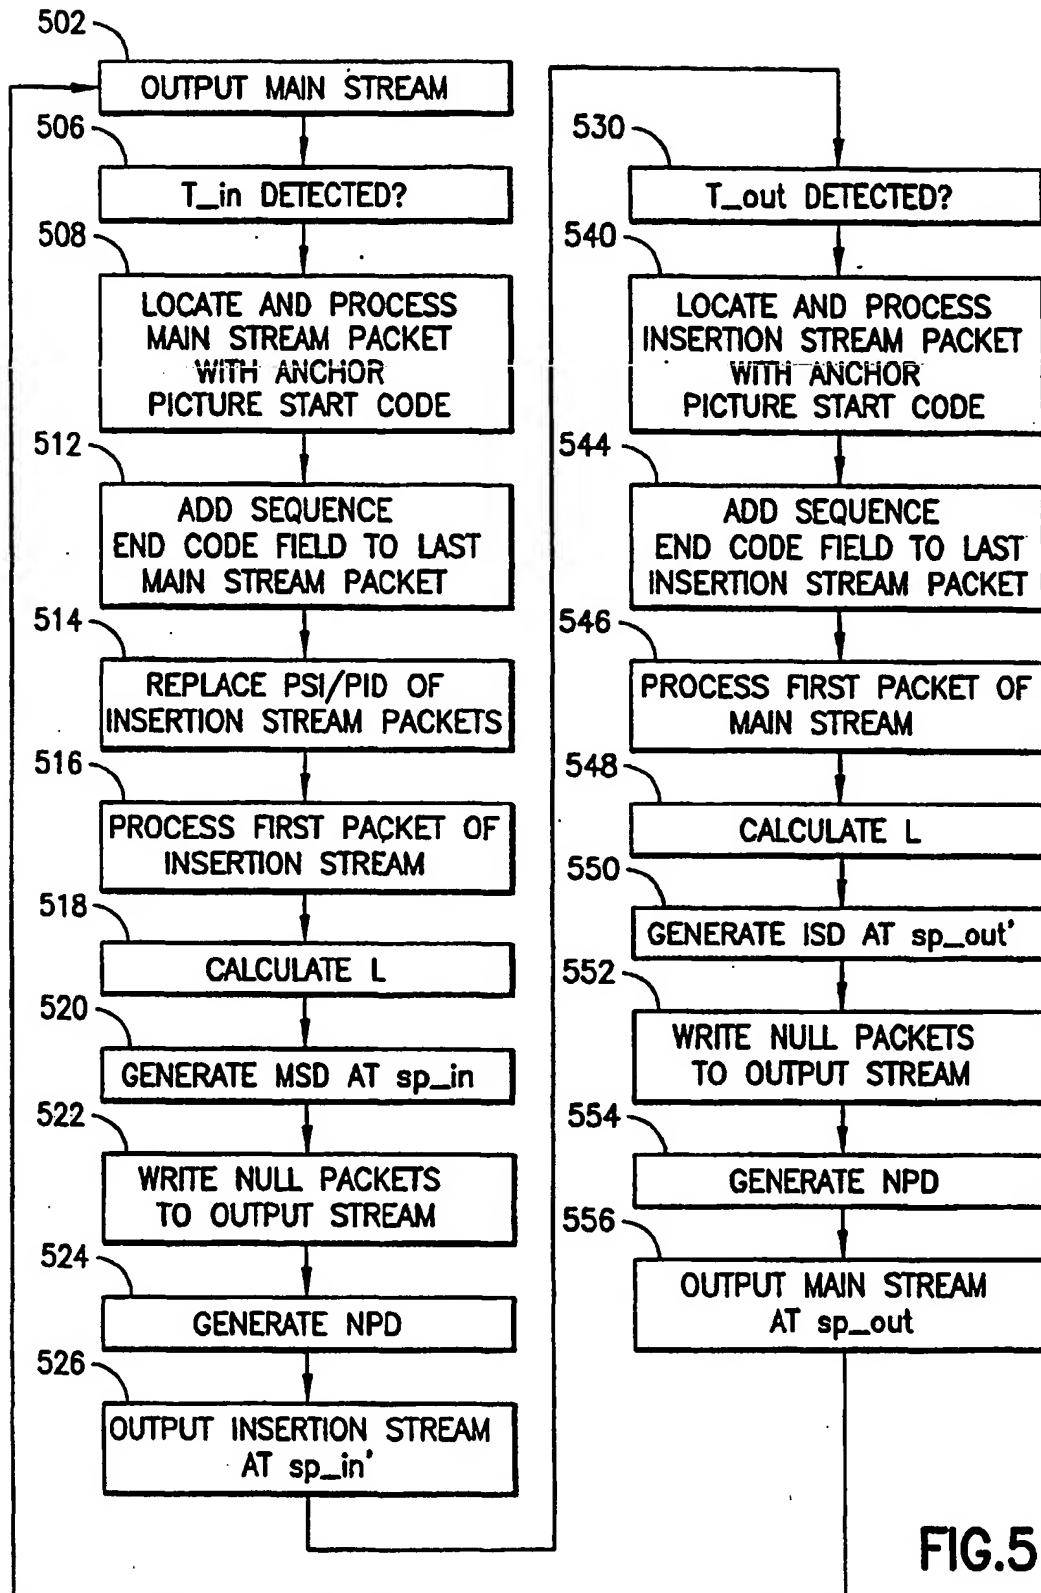 502
OUTPUT MAIN STREAM
506
T_in DETECTED?
508
LOCATE AND PROCESS
MAIN STREAM PACKET
WITH ANCHOR
PICTURE START CODE
512
ADD SEQUENCE
END CODE FIELD TO LAST
MAIN STREAM PACKET
514
REPLACE PSI/PID OF
INSERTION STREAM PACKETS
516
PROCESS FIRST PACKET OF
INSERTION STREAM
518
CALCULATE L
520
GENERATE MSD AT sp_in
522
WRITE NULL PACKETS
TO OUTPUT STREAM
524
GENERATE NPD
526
OUTPUT INSERTION STREAM
AT sp_in'
530
T_out DETECTED?
540
LOCATE AND PROCESS
INSERTION STREAM PACKET
WITH ANCHOR
PICTURE START CODE
544
ADD SEQUENCE
END CODE FIELD TO LAST
INSERTION STREAM PACKET
546
PROCESS FIRST PACKET OF
MAIN STREAM
548
CALCULATE L
550
GENERATE ISD AT sp_out'
552
WRITE NULL PACKETS
TO OUTPUT STREAM
554
GENERATE NPD
556
OUTPUT MAIN STREAM
AT sp_out
FIG.5